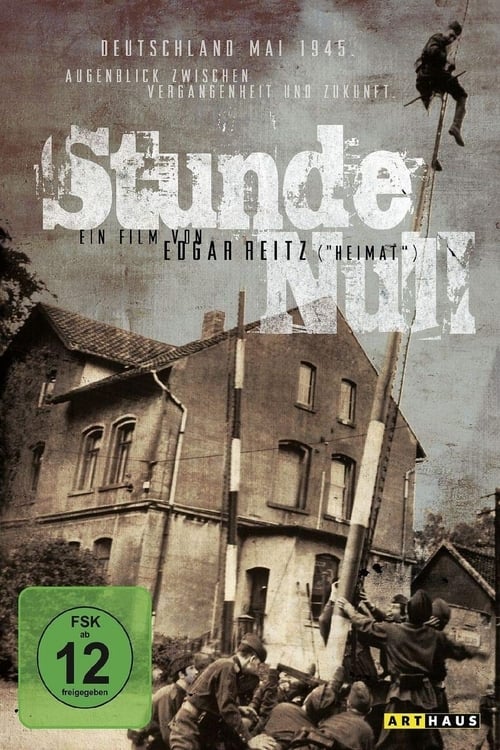 DEUTSCHLAND MAI 1945.
AUGENBLICK ZWISCHEN
VERGANGENHEIT UND ZUKUNFT.
Stunde
EIN FILM VON
EDGAR REITZ ("HEIMAT")
Null
FSK
ab
12
freigegeben
ARTHAUS